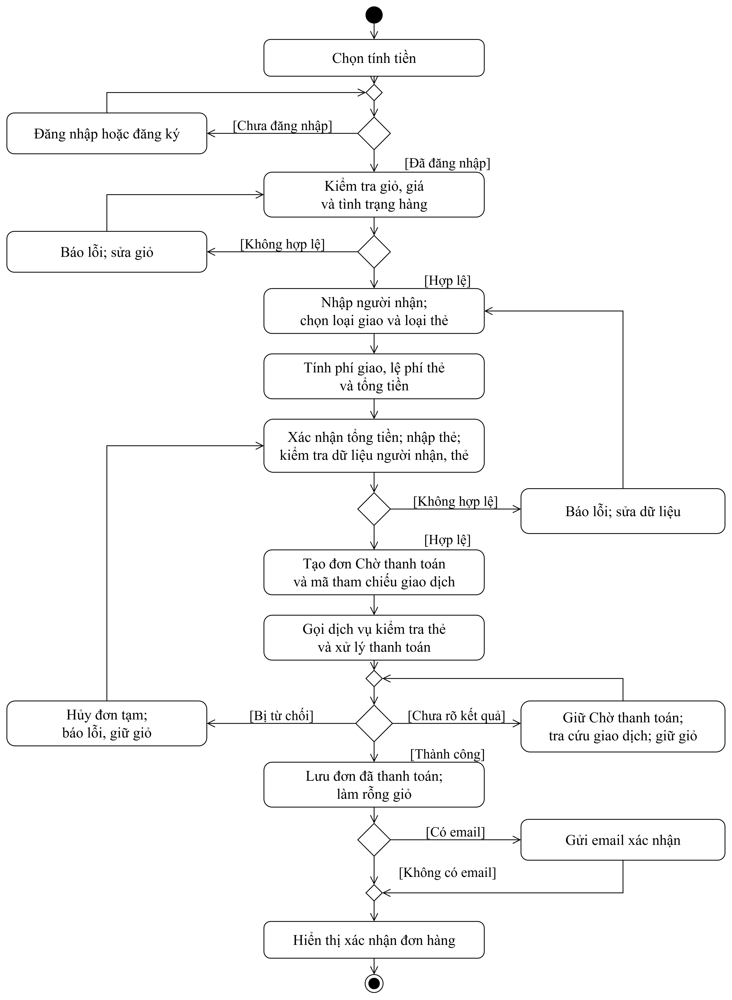 Chọn tính tiền
[Chưa đăng nhập]
Đăng nhập hoặc đăng ký
[Đã đăng nhập]
Kiểm tra giỏ, giá
và tình trạng hàng
[Không hợp lệ]
Báo lỗi; sửa giỏ
[Hợp lệ]
Nhập người nhận;
chọn loại giao và loại thẻ
Tính phí giao, lệ phí thẻ
và tổng tiền
Xác nhận tổng tiền; nhập thẻ;
kiểm tra dữ liệu người nhận, thẻ
[Không hợp lệ]
Báo lỗi; sửa dữ liệu
[Hợp lệ]
Tạo đơn Chờ thanh toán
và mã tham chiếu giao dịch
Gọi dịch vụ kiểm tra thẻ
và xử lý thanh toán
[Bị từ chối]
Hủy đơn tạm;
báo lỗi, giữ giỏ
[Chưa rõ kết quả]
Giữ Chờ thanh toán;
tra cứu giao dịch; giữ giỏ
[Thành công]
Lưu đơn đã thanh toán;
làm rỗng giỏ
[Có email]
Gửi email xác nhận
[Không có email]
Hiển thị xác nhận đơn hàng